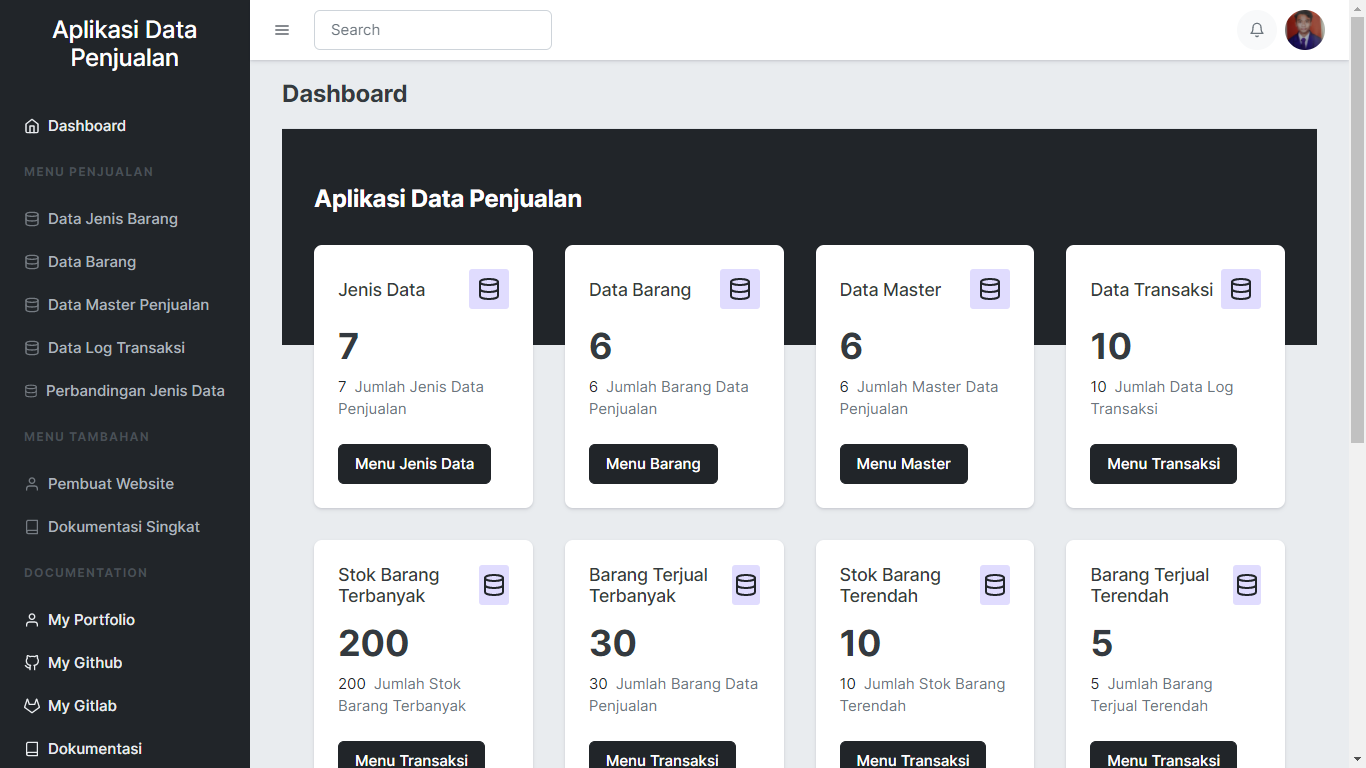 Aplikasi Data
Penjualan
Dashboard
MENU PENJUALAN
Data Jenis Barang
Data Barang
Data Master Penjualan
Data Log Transaksi
Perbandingan Jenis Data
MENU TAMBAHAN
Pembuat Website
Dokumentasi Singkat
DOCUMENTATION
My Portfolio
My Github
My Gitlab
Dokumentasi
Search
Dashboard
Aplikasi Data Penjualan
Jenis Data
7
7 Jumlah Jenis Data
Penjualan
Menu Jenis Data
Data Barang
6
6 Jumlah Barang Data
Penjualan
Menu Barang
Data Master
6
6 Jumlah Master Data
Penjualan
Menu Master
Data Transaksi
10
10 Jumlah Data Log
Transaksi
Menu Transaksi
Stok Barang
Terbanyak
200
200 Jumlah Stok
Barang Terbanyak
Menu Transaksi
Barang Terjual
Terbanyak
30
30 Jumlah Barang Data
Penjualan
Menu Transaksi
Stok Barang
Terendah
10
10 Jumlah Stok Barang
Terendah
Menu Transaksi
Barang Terjual
Terendah
5
5 Jumlah Barang
Terjual Terendah
Menu Transaksi